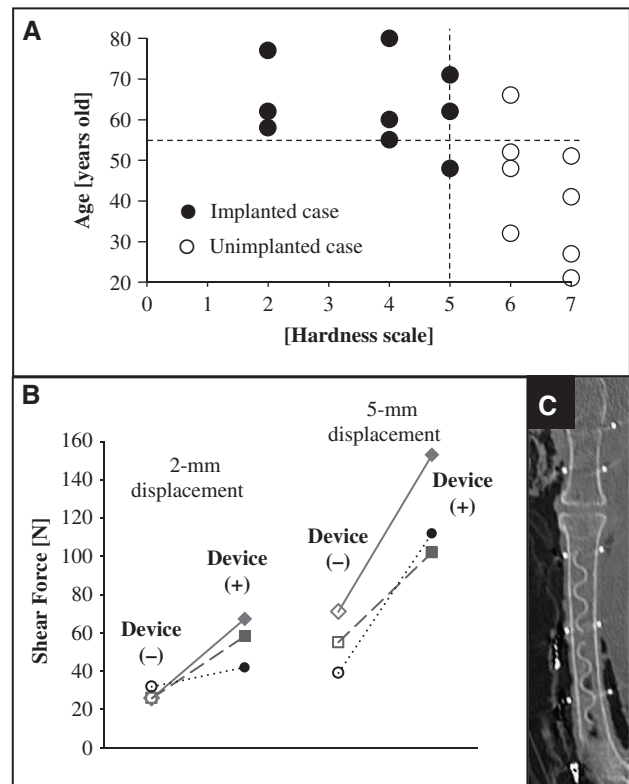 A
Age [years old]
80
70
60
50
40
30
20
Implanted case
Unimplanted case
0 1 2 3 4 5 6 7
[Hardness scale]
B
Shear Force [N]
160
140
120
100
80
60
40
20
0
2-mm
displacement
5-mm
displacement
Device
(−)
Device
(+)
Device
(−)
Device
(+)
C